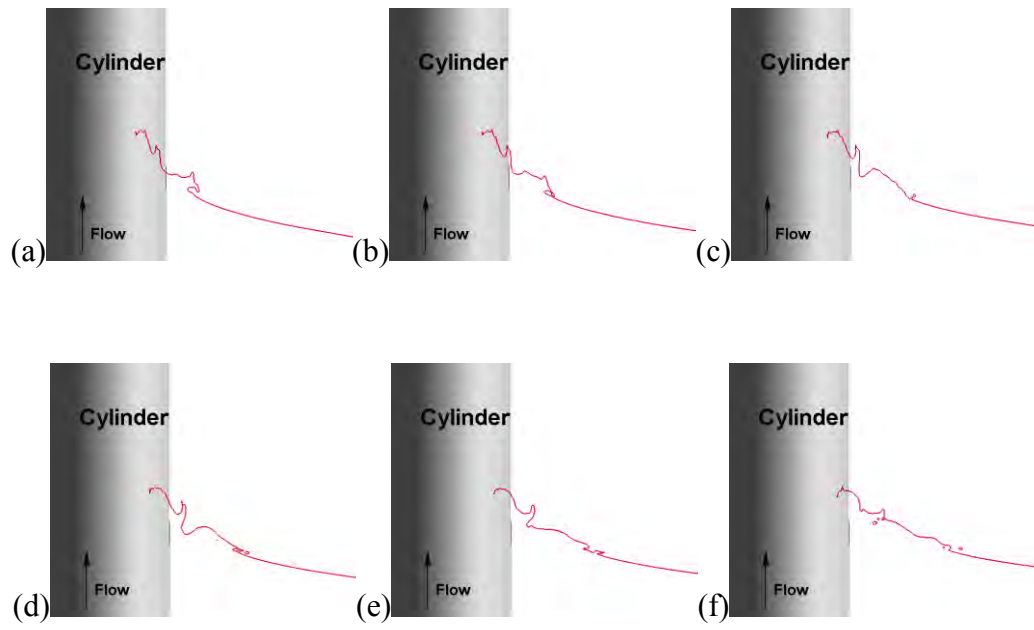 Cylinder
Flow
(a)
Cylinder
Flow
(b)
Cylinder
Flow
(c)
Cylinder
Flow
(d)
Cylinder
Flow
(e)
Cylinder
Flow
(f)